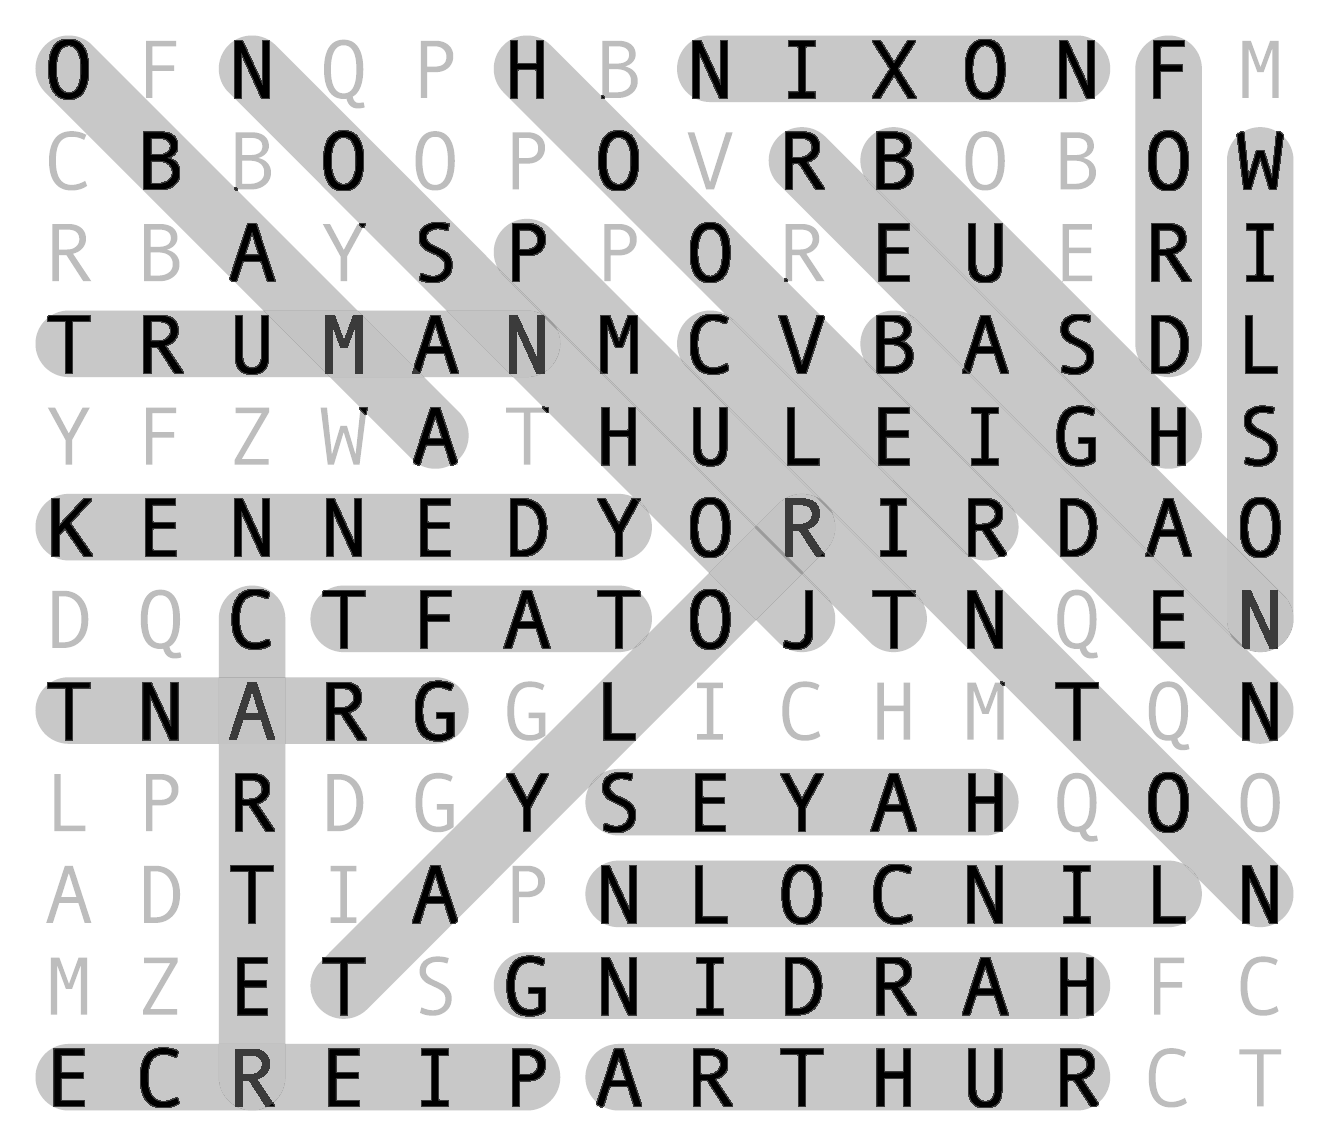 O F N Q P H B N I X O N F M
C B B O O P O V R B O B O W
R B A Y S P P O R E U E R I
T R U M A N M C V B A S D L
Y F Z W A T H U L E I G H S
K E N N E D Y O R I R D A O
D Q C T F A T O J T N Q E N
T N A R G G L I C H M T Q N
L P R D G Y S E Y A H Q O O
A D T I A P N L O C N I L N
M Z E T S G N I D R A H F C
E C R E I P A R T H U R C T